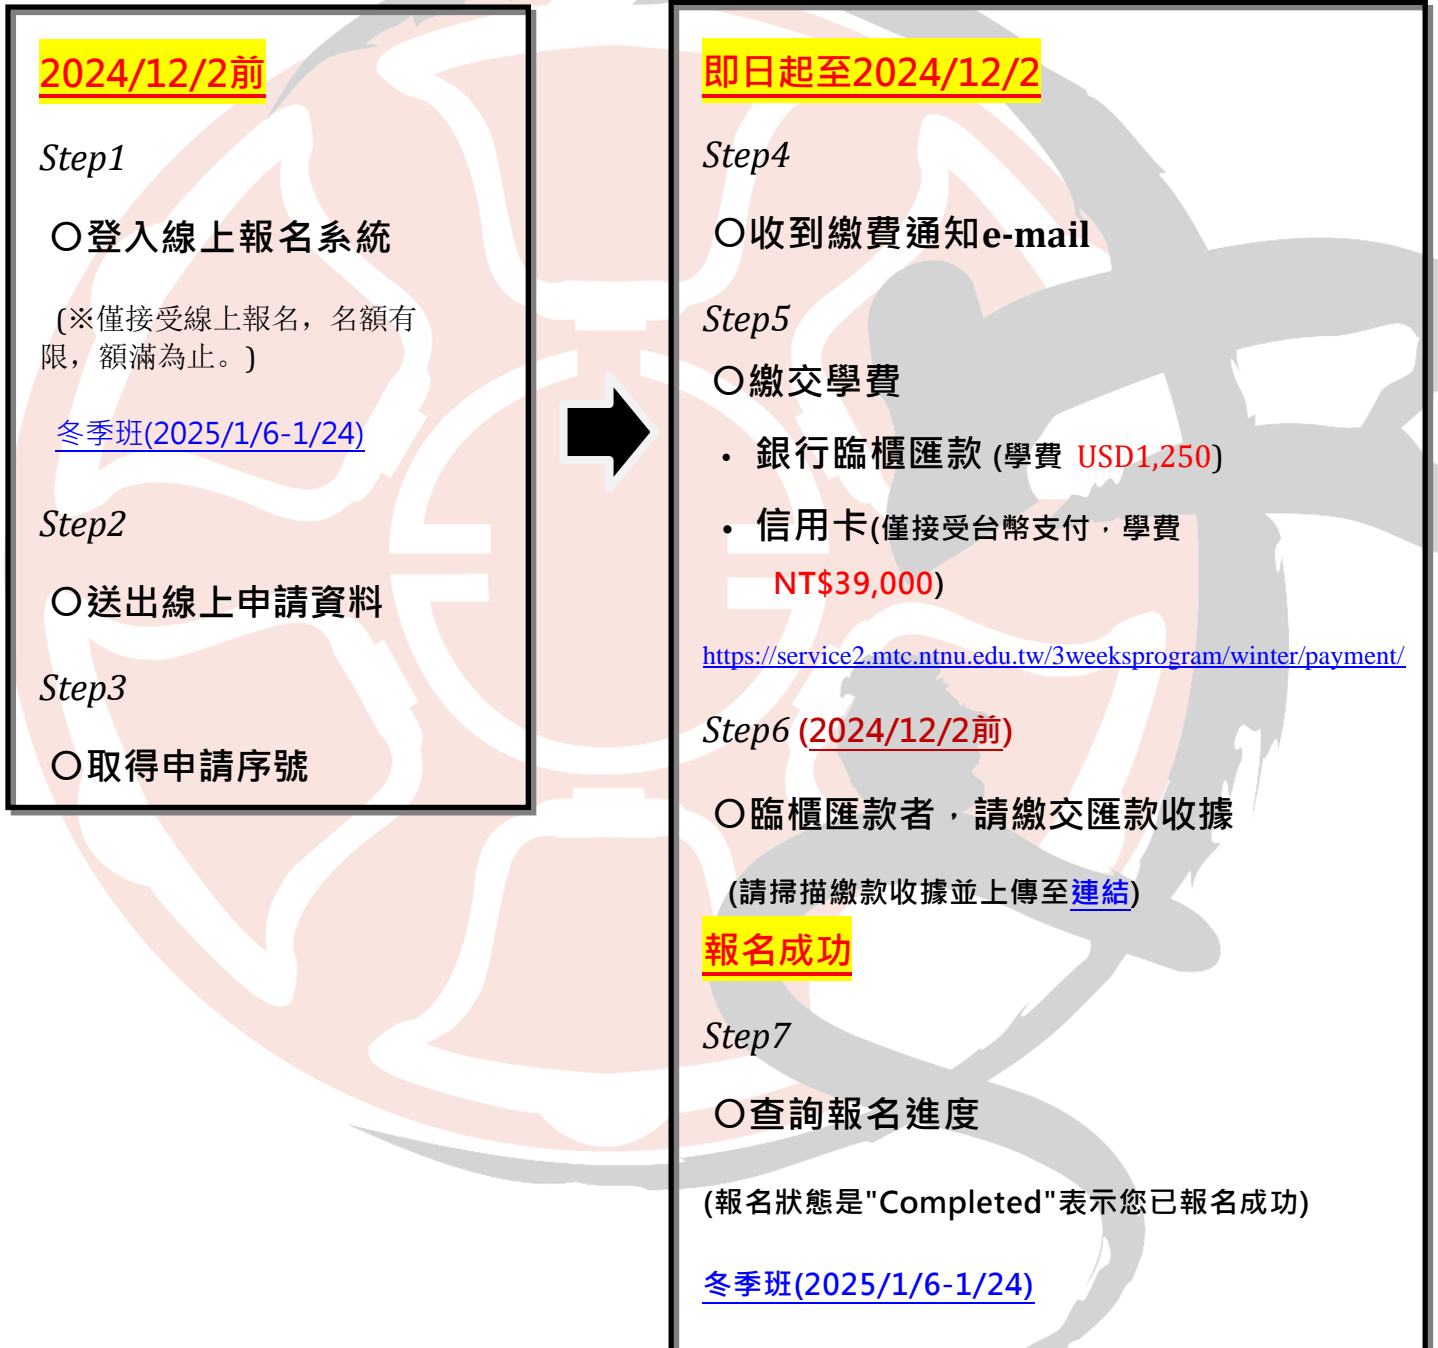 2024/12/2前
Step1
〇登入線上報名系統
(※僅接受線上報名，名額有
限，額滿為止。)
冬季班(2025/1/6-1/24)
Step2
〇送出線上申請資料
Step3
〇取得申請序號
即日起至2024/12/2
Step4
〇收到繳費通知e-mail
Step5
〇繳交學費
• 銀行臨櫃匯款 (學費 USD1,250)
• 信用卡(僅接受台幣支付，學費
NT$39,000)
https://service2.mtc.ntnu.edu.tw/3weeksprogram/winter/payment/
Step6 (2024/12/2前)
〇臨櫃匯款者，請繳交匯款收據
(請掃描繳款收據並上傳至連結)
報名成功
Step7
〇查詢報名進度
(報名狀態是"Completed"表示您已報名成功)
冬季班(2025/1/6-1/24)